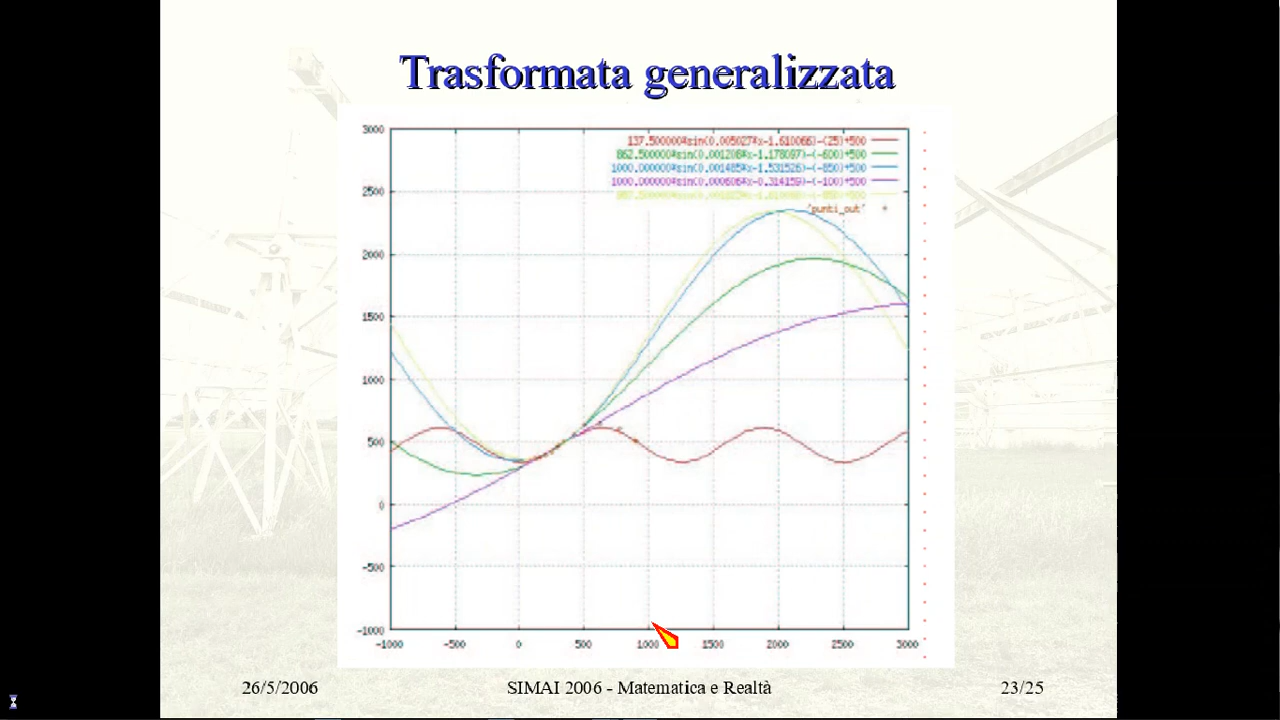 Trasformata generalizzata
137.500000*sin(0.005027*x-1.610066)-(25)+500
862.500000*sin(0.001208*x-1.178097)-(-600)+500
1000.000000*sin(0.001485*x-1.531526)-(-850)+500
1000.000000*sin(0.000606*x-0.314159)-(-100)+500
'punti_out'
3000
2500
2000
1500
1000
500
0
-500
-1000
-1000 -500 0 500 1000 1500 2000 2500 3000
26/5/2006 SIMAI 2006 - Matematica e Realtà 23/25